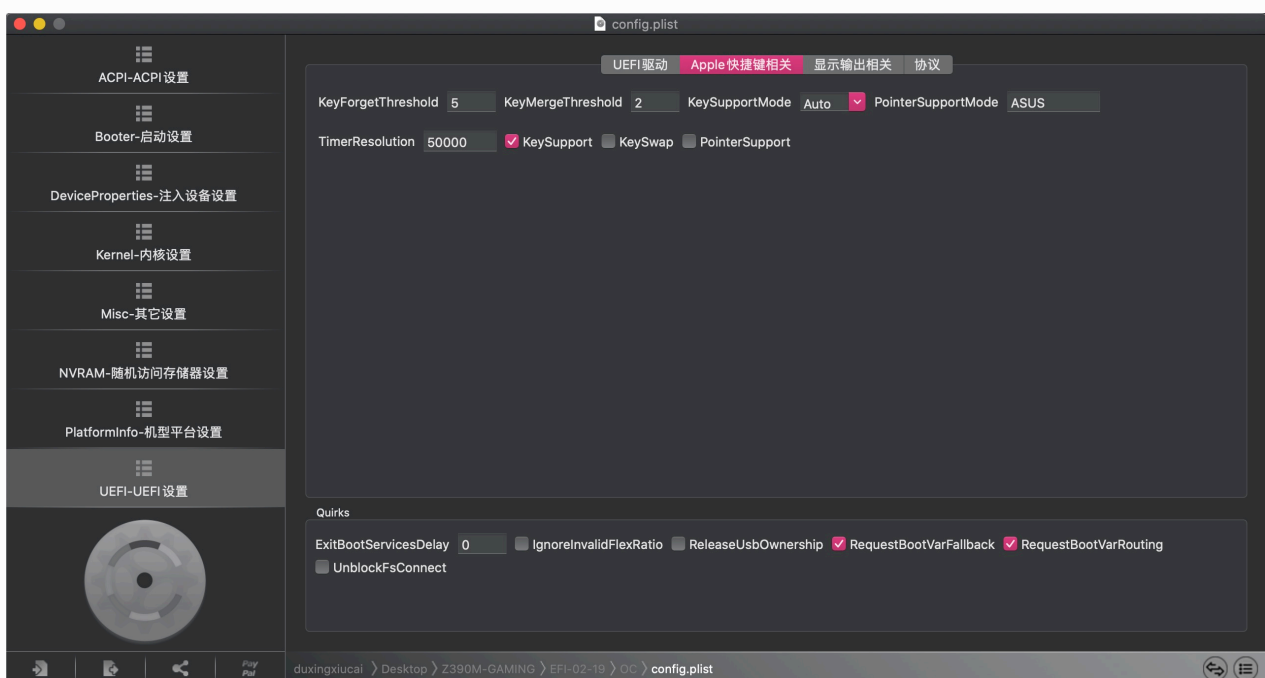 config.plist
ACPI-ACPI设置
Booter-启动设置
DeviceProperties-注入设备设置
Kernel-内核设置
Misc-其它设置
NVRAM-随机访问存储器设置
PlatformInfo-机型平台设置
UEFI-UEFI设置
Pay
Pal
UEFI驱动 Apple快捷键相关 显示输出相关 协议
KeyForgetThreshold 5 KeyMergeThreshold 2 KeySupportMode Auto PointerSupportMode ASUS
TimerResolution 50000 KeySupport KeySwap PointerSupport
Quirks
ExitBootServicesDelay 0 IgnoreInvalidFlexRatio ReleaseUsbOwnership RequestBootVarFallback RequestBootVarRouting
UnblockFsConnect
duxingxiucai 〉Desktop 〉Z390M-GAMING 〉EFI-02-19 〉OC 〉config.plist